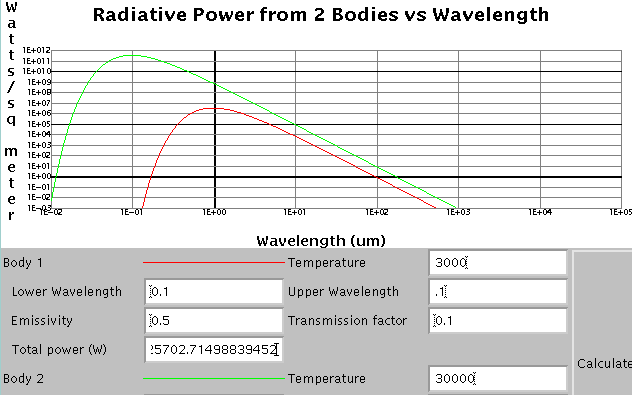 Radiative Power from 2 Bodies vs Wavelength
Watts/sq meter
1E+012
1E+011
1E+010
1E+009
1E+08
1E+07
1E+06
1E+05
1E+04
1E+03
1E+02
1E+01
1E+00
1E-01
1E-02
1E-03
1E-02 1E-01 1E+00 1E+01 1E+02 1E+03 1E+04 1E+05
Wavelength (um)
Body 1 Temperature 3000
Lower Wavelength 0.1 Upper Wavelength .1
Emissivity 0.5 Transmission factor 0.1
Total power (W) 25702.71498839452
Calculate
Body 2 Temperature 30000